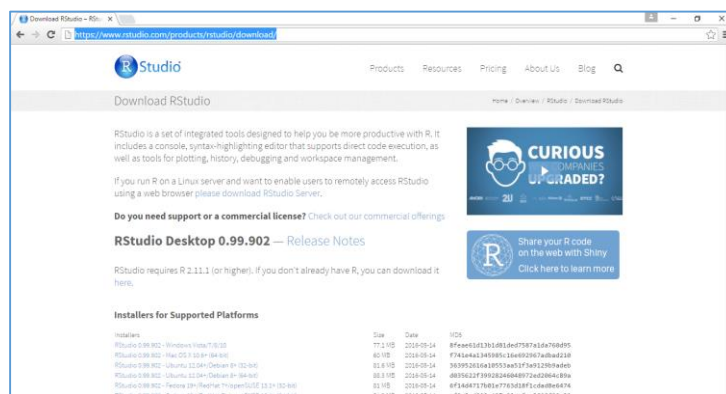 Download RStudio – RStu
https://www.rstudio.com/products/rstudio/download/
R Studio
Products Resources Pricing About Us Blog
Download RStudio
Home / Overview / RStudio / Download RStudio
RStudio is a set of integrated tools designed to help you be more productive with R. It
includes a console, syntax-highlighting editor that supports direct code execution, as
well as tools for plotting, history, debugging and workspace management.
If you run R on a Linux server and want to enable users to remotely access RStudio
using a web browser please download RStudio Server.
Do you need support or a commercial license? Check out our commercial offerings
RStudio Desktop 0.99.902 — Release Notes
RStudio requires R 2.11.1 (or higher). If you don't already have R, you can download it
here.
CURIOUS
COMPANIES
UPGRADED?
R
Share your R code
on the web with Shiny
Click here to learn more
Installers for Supported Platforms
Installers Size Date MD5
RStudio 0.99.902 - Windows Vista/7/8/10 77.1 MB 2016-05-14
RStudio 0.99.902 - Mac OS X 10.6+ (64-bit) 60 MB 2016-05-14
RStudio 0.99.902 - Ubuntu 12.04+/Debian 8+ (32-bit) 81.6 MB 2016-05-14
RStudio 0.99.902 - Ubuntu 12.04+/Debian 8+ (64-bit) 88.3 MB 2016-05-14
RStudio 0.99.902 - Fedora 19+/RedHat 7+/openSUSE 13.1+ (32-bit) 81 MB 2016-05-14